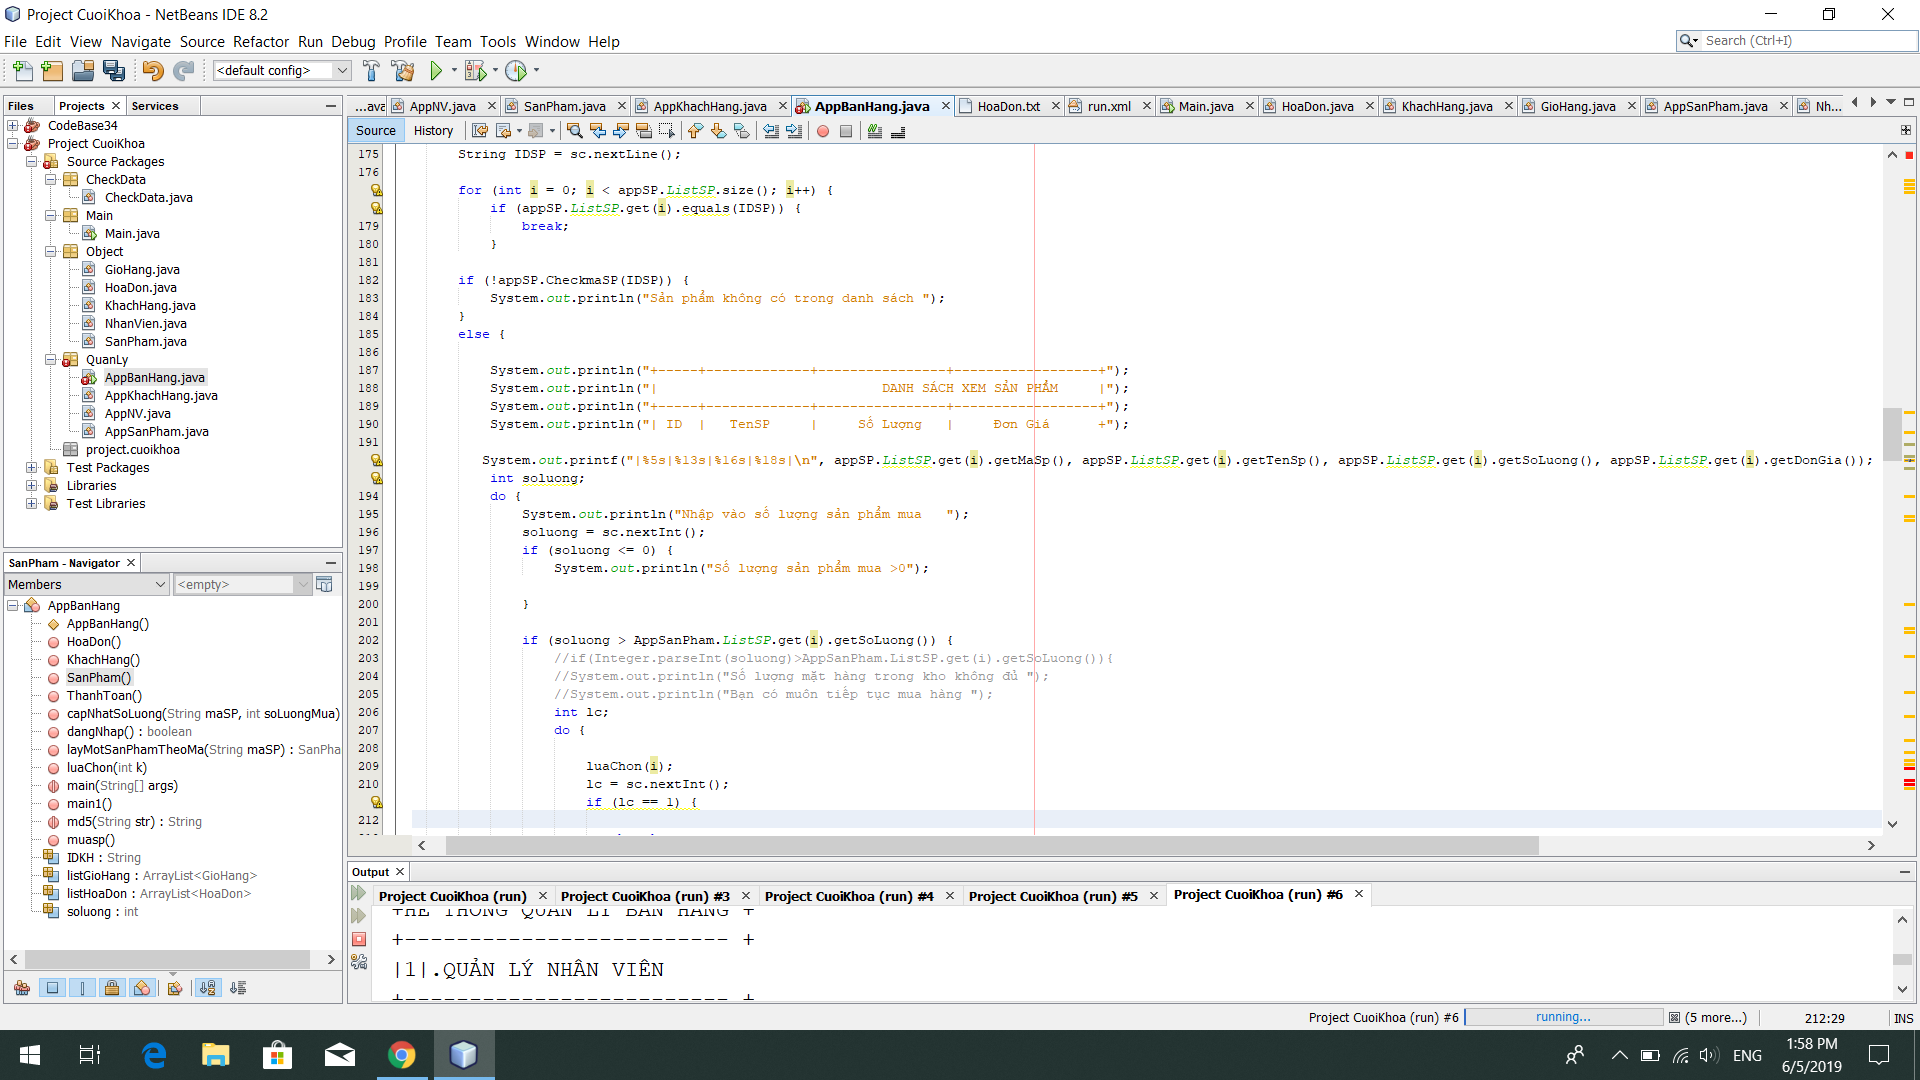 Project CuoiKhoa - NetBeans IDE 8.2
File Edit View Navigate Source Refactor Run Debug Profile Team Tools Window Help
Search (Ctrl+I)
<default config>
Files Projects Services
CodeBase34
Project CuoiKhoa
Source Packages
CheckData
CheckData.java
Main
Main.java
Object
GioHang.java
HoaDon.java
KhachHang.java
NhanVien.java
SanPham.java
QuanLy
AppBanHang.java
AppKhachHang.java
AppNV.java
AppSanPham.java
project.cuoikhoa
Test Packages
Libraries
Test Libraries
SanPham - Navigator
Members <empty>
AppBanHang
AppBanHang()
HoaDon()
KhachHang()
SanPham()
ThanhToan()
capNhatSoLuong(String maSP, int soLuongMua)
dangNhap() : boolean
layMotSanPhamTheoMa(String maSP) : SanPha
luaChon(int k)
main(String[] args)
main1()
md5(String str) : String
muasp()
IDKH : String
listGioHang : ArrayList<GioHang>
listHoaDon : ArrayList<HoaDon>
soluong : int
...ava AppNV.java SanPham.java AppKhachHang.java AppBanHang.java HoaDon.txt run.xml Main.java HoaDon.java KhachHang.java GioHang.java AppSanPham.java Nh...
Source History
175 String IDSP = sc.nextLine();
176
for (int i = 0; i < appSP.ListSP.size(); i++) {
if (appSP.ListSP.get(i).equals(IDSP)) {
179 break;
180 }
181
182 if (!appSP.CheckmaSP(IDSP)) {
183 System.out.println("Sản phẩm không có trong danh sách ");
184 }
185 else {
186
187 System.out.println("+-----+-------------+----------------+------------------+");
188 System.out.println("| DANH SÁCH XEM SẢN PHẨM |");
189 System.out.println("+-----+-------------+----------------+------------------+");
190 System.out.println("| ID | TenSP | Số Lượng | Đơn Giá +");
191
System.out.printf("|%5s|%13s|%16s|%18s|\n", appSP.ListSP.get(i).getMaSp(), appSP.ListSP.get(i).getTenSp(), appSP.ListSP.get(i).getSoLuong(), appSP.ListSP.get(i).getDonGia());
int soluong;
194 do {
195 System.out.println("Nhập vào số lượng sản phẩm mua ");
196 soluong = sc.nextInt();
197 if (soluong <= 0) {
198 System.out.println("Số lượng sản phẩm mua >0");
199
200 }
201
202 if (soluong > AppSanPham.ListSP.get(i).getSoLuong()) {
203 //if(Integer.parseInt(soluong)>AppSanPham.ListSP.get(i).getSoLuong()){
204 //System.out.println("Số lượng mặt hàng trong kho không đủ ");
205 //System.out.println("Bạn có muôn tiếp tục mua hàng ");
206 int lc;
207 do {
208
209 luaChon(i);
210 lc = sc.nextInt();
if (lc == 1) {
212
Output
Project CuoiKhoa (run) Project CuoiKhoa (run) #3 Project CuoiKhoa (run) #4 Project CuoiKhoa (run) #5 Project CuoiKhoa (run) #6
+HE THONG QUAN LI BAN HANG +
+------------------------- +
|1|.QUẢN LÝ NHÂN VIÊN
+------------------------- +
Project CuoiKhoa (run) #6 running... (5 more...) 212:29 INS
ENG
1:58 PM
6/5/2019